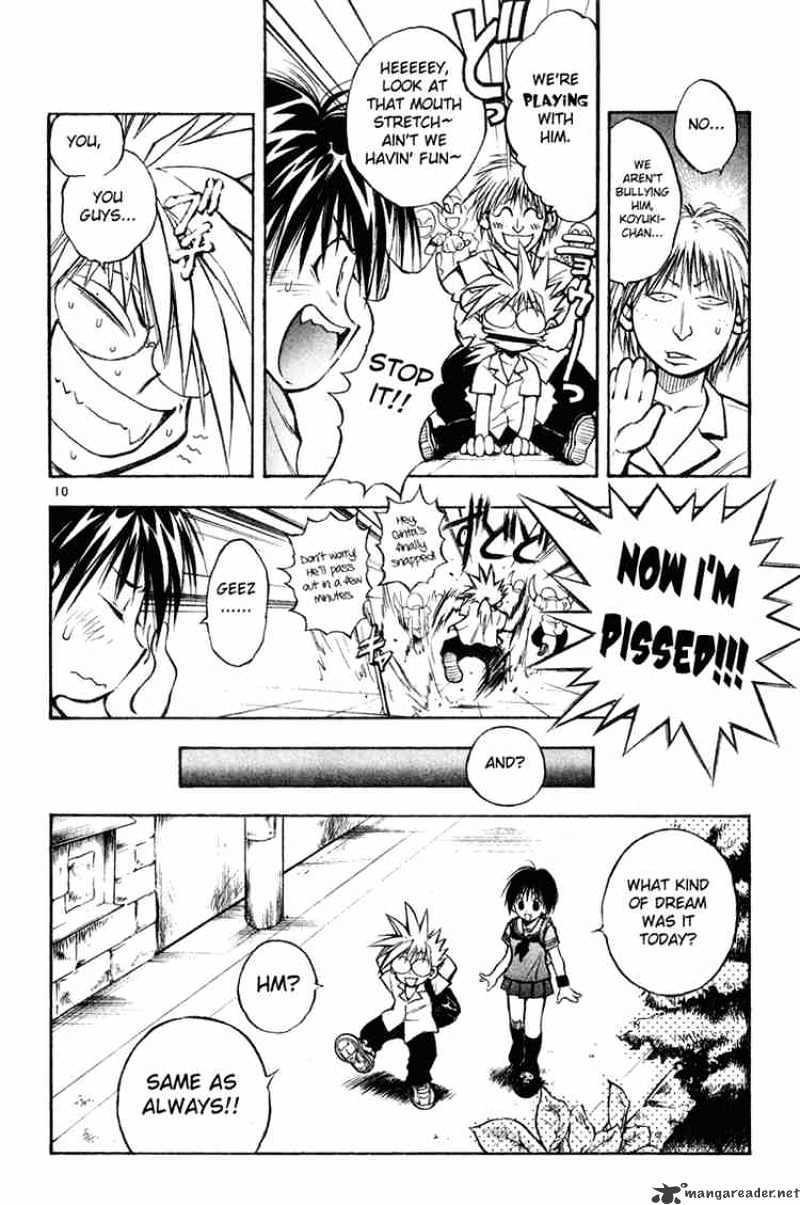 NO...
WE
AREN'T
BULLYING
HIM,
KOYUKI-
CHAN...
WE'RE
PLAYING
WITH
HIM.
ど
っ
HEEEEEY,
LOOK AT
THAT MOUTH
STRETCH~
AIN'T WE
HAVIN' FUN~
STOP
IT!!
YOU,
YOU
GUYS...
10
NOW I'M
PISSED!!!
Hey,
Qanta's
finally
snapped!
Don't worry!
He'll pass
out in a few
minutes.
GEEZ
......
AND?
WHAT KIND
OF DREAM
WAS IT
TODAY?
HM?
SAME AS
ALWAYS!!
mangareader.net